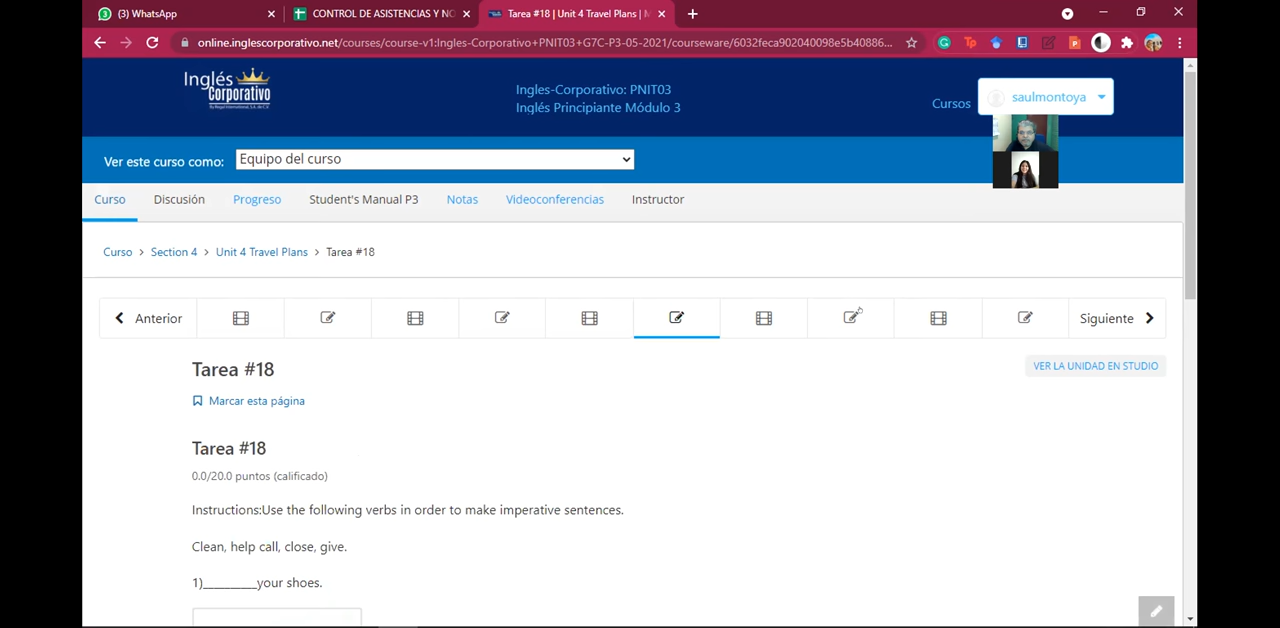 (3) WhatsApp
CONTROL DE ASISTENCIAS Y NO
Tarea #18 | Unit 4 Travel Plans |
online.inglescorporativo.net/courses/course-v1:Ingles-Corporativo+PNIT03+G7C-P3-05-2021/courseware/6032feca902040098e5b40886...
Inglés
Corporativo
Ingles-Corporativo: PNIT03
Inglés Principiante Módulo 3
Cursos
saulmontoya
Ver este curso como:
Equipo del curso
Curso
Discusión
Progreso
Student's Manual P3
Notas
Videoconferencias
Instructor
Curso > Section 4 > Unit 4 Travel Plans > Tarea #18
Anterior
Siguiente
Tarea #18
VER LA UNIDAD EN STUDIO
Marcar esta página
Tarea #18
0.0/20.0 puntos (calificado)
Instructions:Use the following verbs in order to make imperative sentences.
Clean, help call, close, give.
1)__________your shoes.